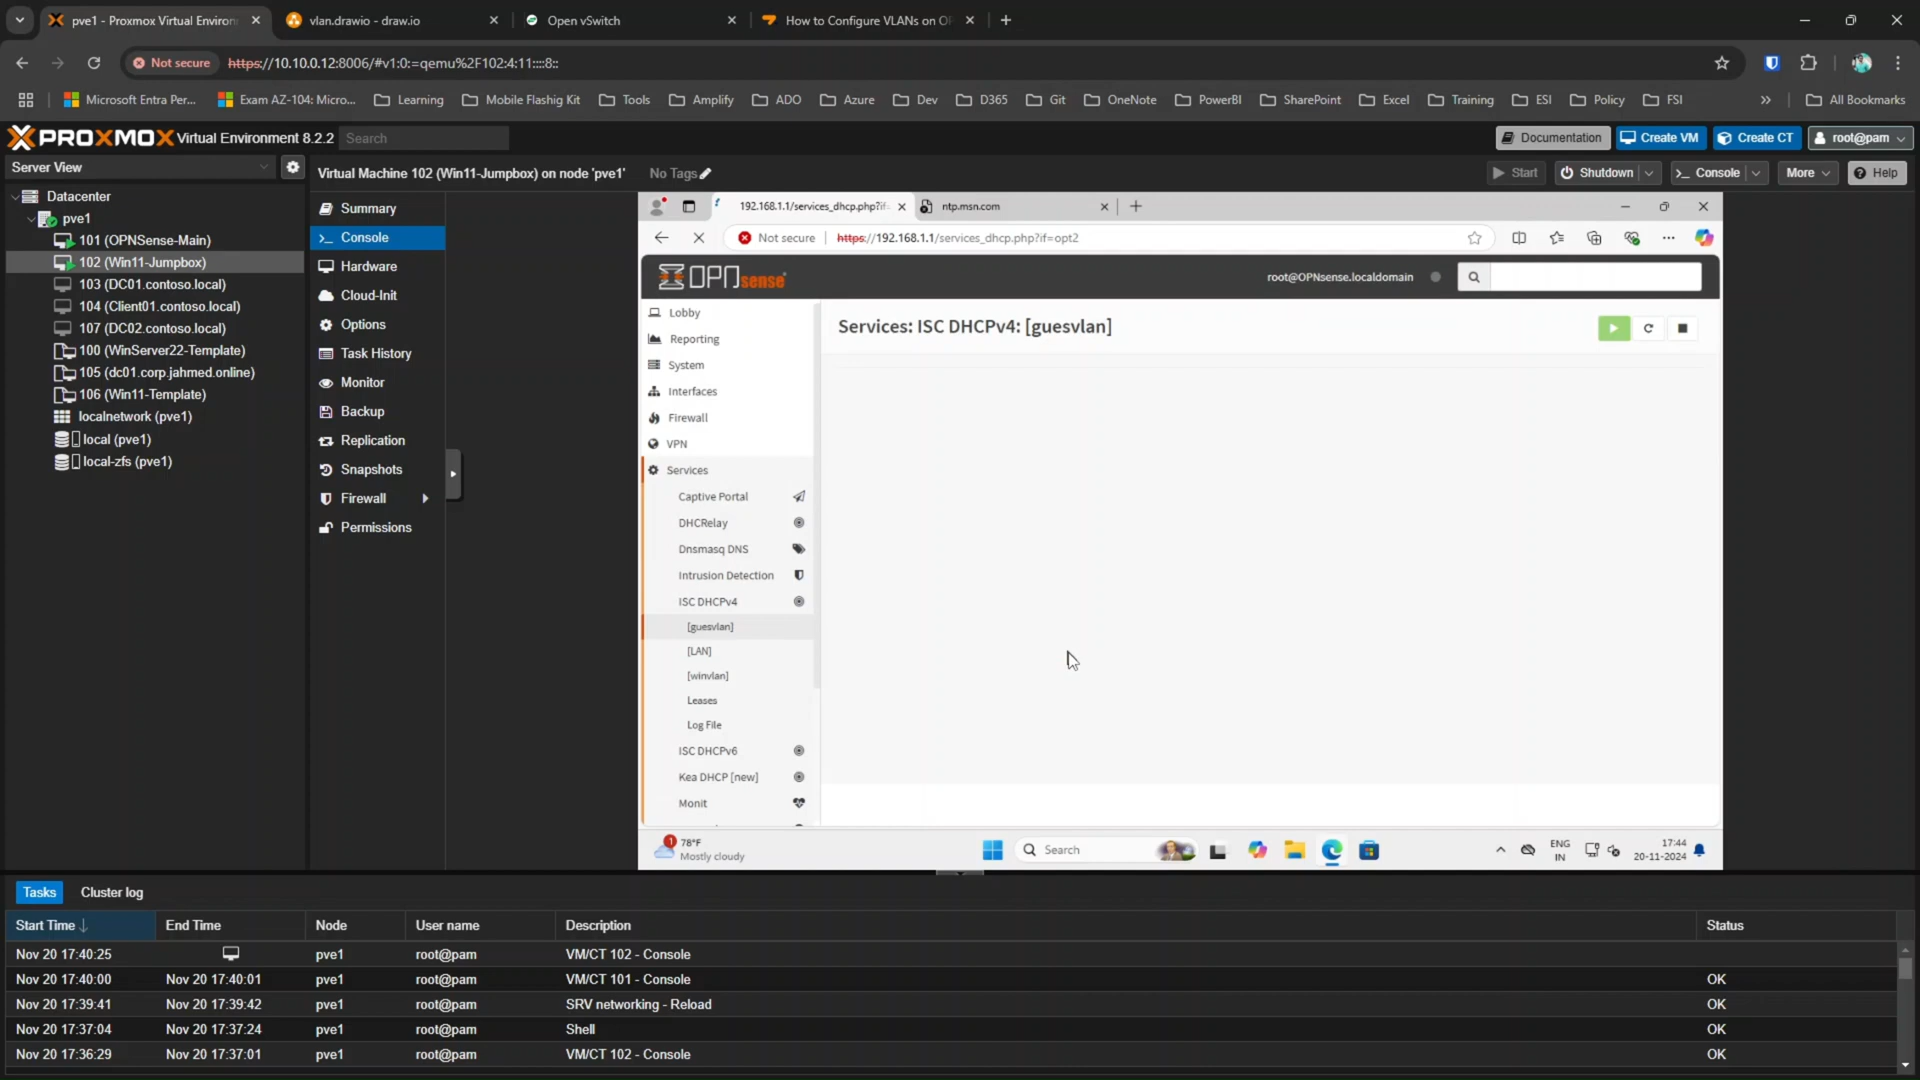 pve1 - Proxmox Virtual Environ
vlan.drawio - draw.io
Open vSwitch
How to Configure VLANs on OP
Not secure
https://10.10.0.12:8006/#v1:0:=qemu%2F102:4:11::::8::
Microsoft Entra Per...
Exam AZ-104: Micro...
Learning
Mobile Flashig Kit
Tools
Amplify
ADO
Azure
Dev
D365
Git
OneNote
PowerBI
SharePoint
Excel
Training
ESI
Policy
FSI
All Bookmarks
PROXMOX Virtual Environment 8.2.2
Search
Documentation
Create VM
Create CT
root@pam
Server View
Virtual Machine 102 (Win11-Jumpbox) on node 'pve1'
No Tags
Start
Shutdown
Console
More
Help
Datacenter
pve1
101 (OPNSense-Main)
102 (Win11-Jumpbox)
103 (DC01.contoso.local)
104 (Client01.contoso.local)
107 (DC02.contoso.local)
100 (WinServer22-Template)
105 (dc01.corp.jahmed.online)
106 (Win11-Template)
localnetwork (pve1)
local (pve1)
local-zfs (pve1)
Summary
Console
Hardware
Cloud-Init
Options
Task History
Monitor
Backup
Replication
Snapshots
Firewall
Permissions
192.168.1.1/services_dhcp.php?if=
ntp.msn.com
Not secure
https://192.168.1.1/services_dhcp.php?if=opt2
OPNsense
root@OPNsense.localdomain
Lobby
Reporting
System
Interfaces
Firewall
VPN
Services
Captive Portal
DHCRelay
Dnsmasq DNS
Intrusion Detection
ISC DHCPv4
[guesvlan]
[LAN]
[winvlan]
Leases
Log File
ISC DHCPv6
Kea DHCP [new]
Monit
Services: ISC DHCPv4: [guesvlan]
1
78°F
Mostly cloudy
Search
ENG
IN
17:44
20-11-2024
Tasks
Cluster log
Start Time
End Time
Node
User name
Description
Status
Nov 20 17:40:25 pve1 root@pam VM/CT 102 - Console
Nov 20 17:40:00 Nov 20 17:40:01 pve1 root@pam VM/CT 101 - Console OK
Nov 20 17:39:41 Nov 20 17:39:42 pve1 root@pam SRV networking - Reload OK
Nov 20 17:37:04 Nov 20 17:37:24 pve1 root@pam Shell OK
Nov 20 17:36:29 Nov 20 17:37:01 pve1 root@pam VM/CT 102 - Console OK